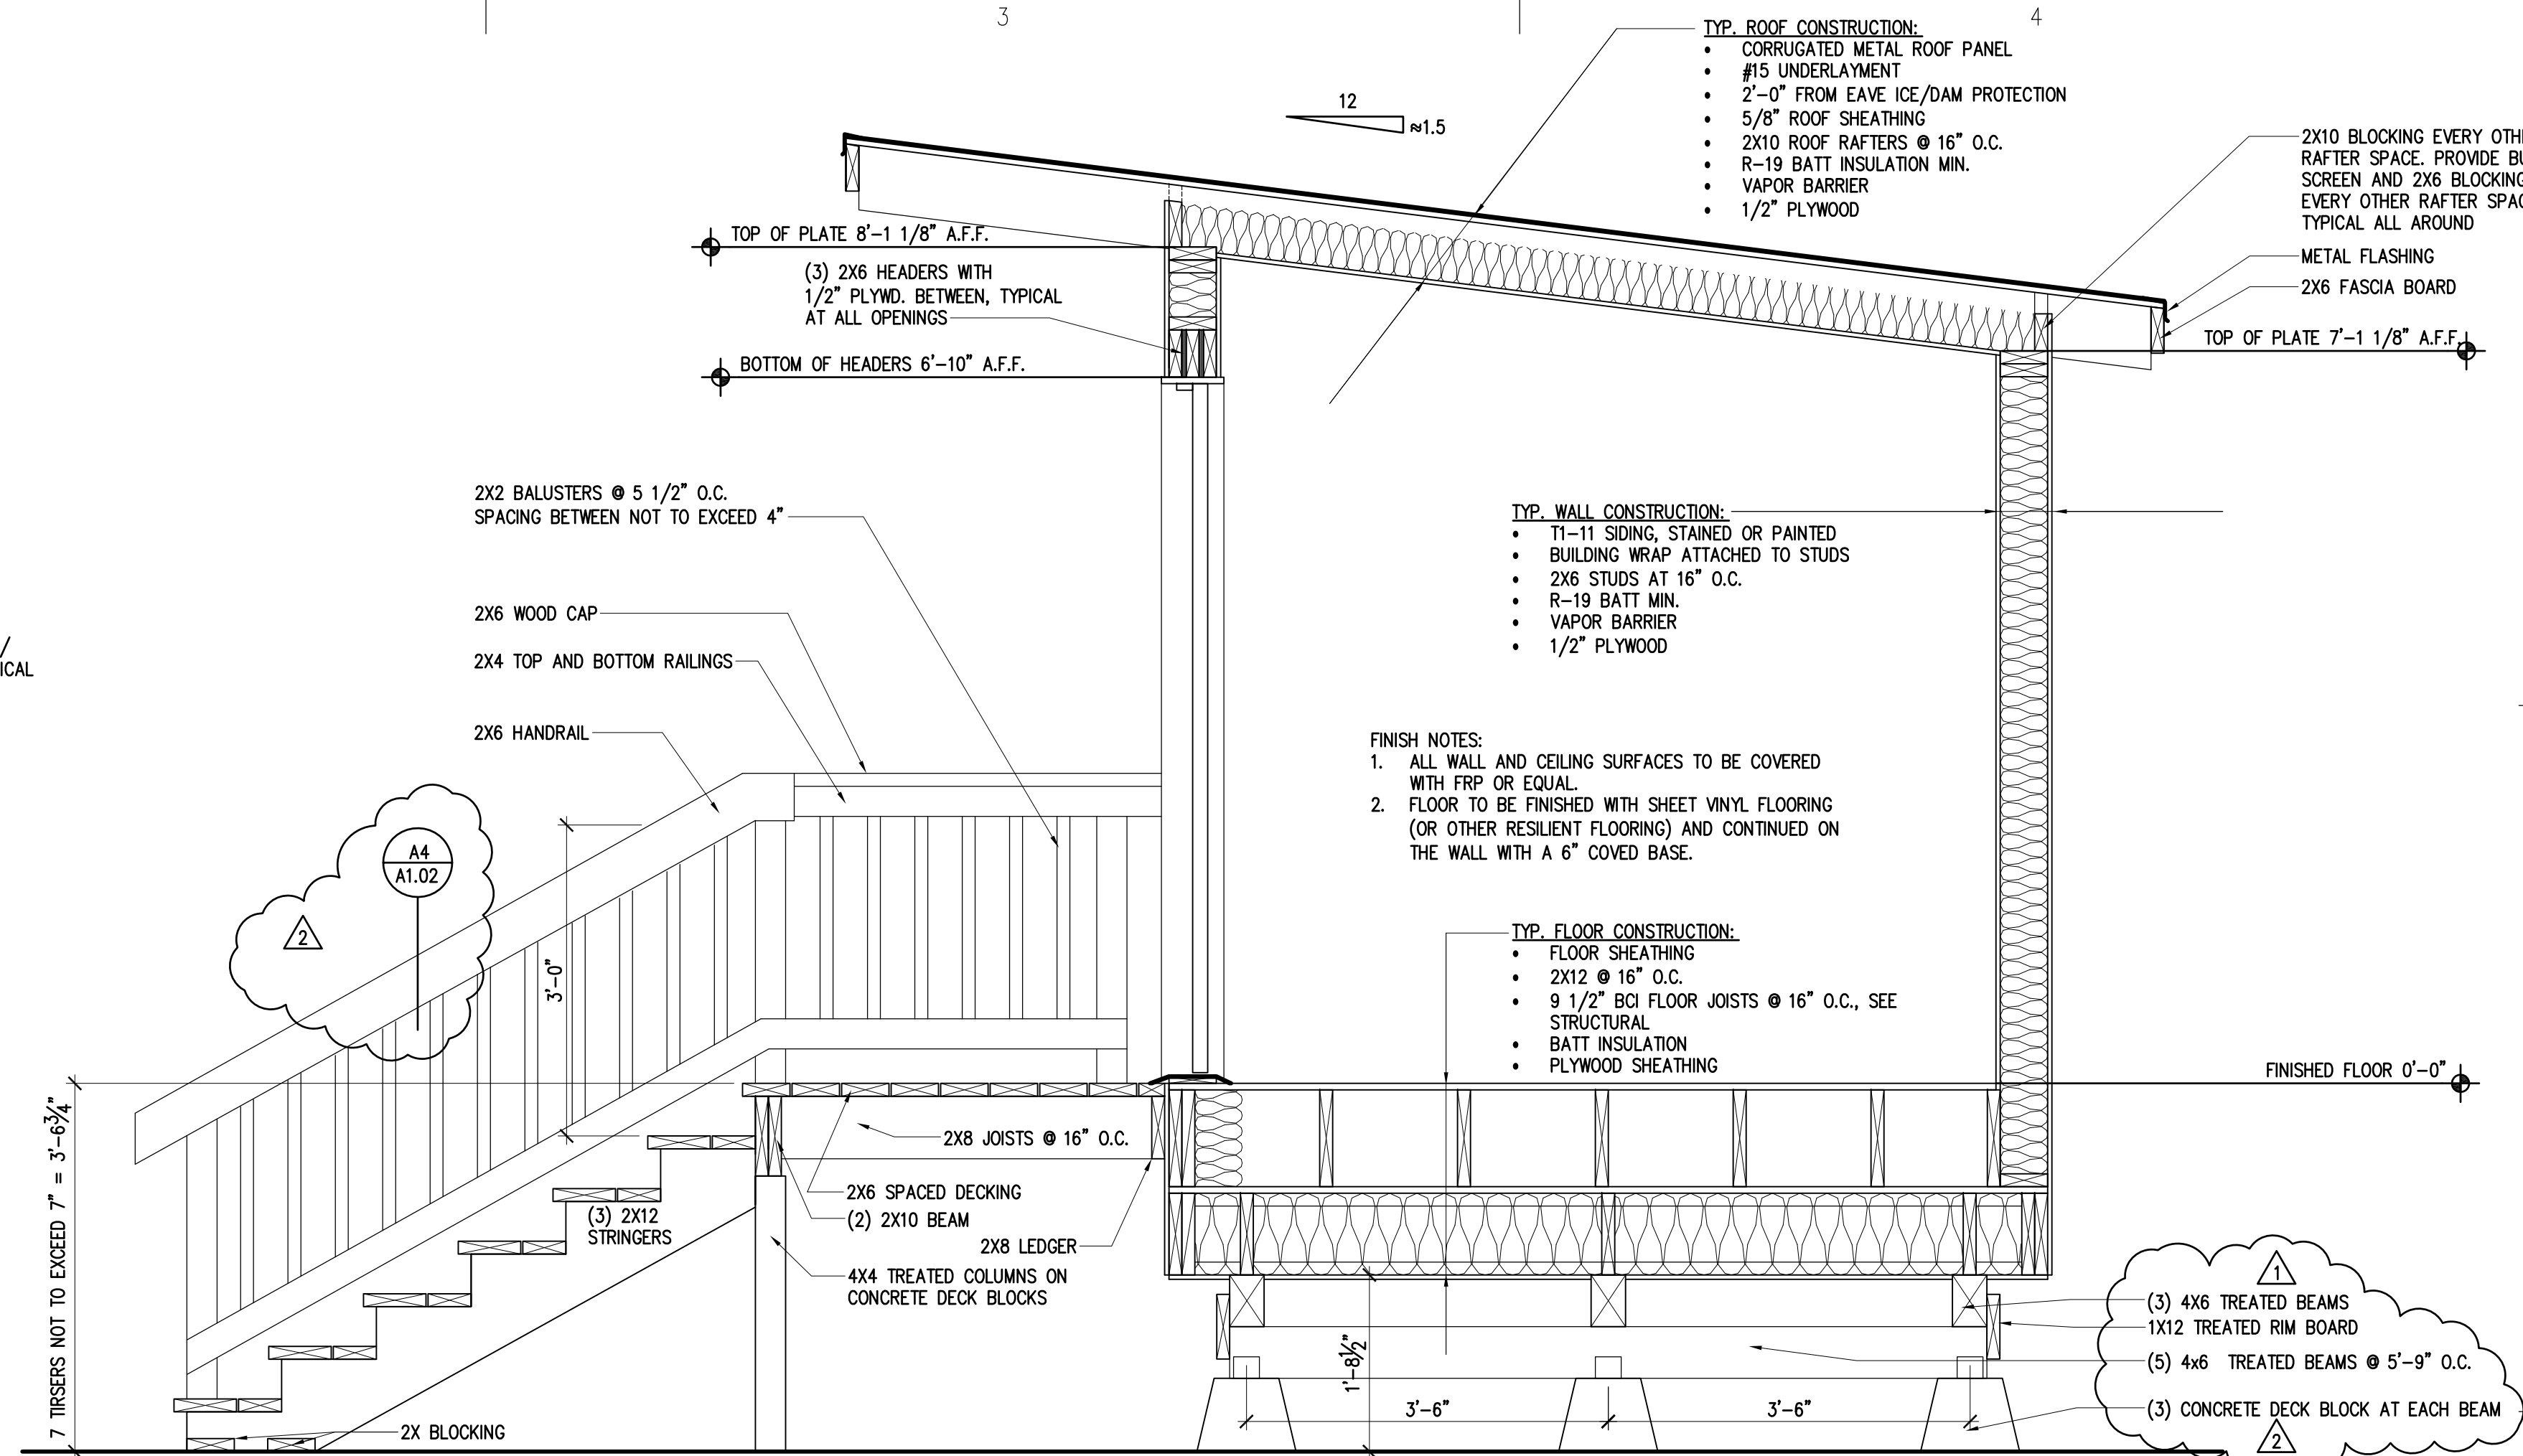 3
4
TYP. ROOF CONSTRUCTION:
• CORRUGATED METAL ROOF PANEL
• #15 UNDERLAYMENT
• 2'-0" FROM EAVE ICE/DAM PROTECTION
• 5/8" ROOF SHEATHING
• 2X10 ROOF RAFTERS @ 16" O.C.
• R-19 BATT INSULATION MIN.
• VAPOR BARRIER
• 1/2" PLYWOOD
12
≈1.5
2X10 BLOCKING EVERY
RAFTER SPACE. PROVIDE
SCREEN AND 2X6 BLOCKING
EVERY OTHER RAFTER
TYPICAL ALL AROUND
METAL FLASHING
2X6 FASCIA BOARD
TOP OF PLATE 7'-1 1/8" A.F.F.
TOP OF PLATE 8'-1 1/8" A.F.F.
(3) 2X6 HEADERS WITH
1/2" PLYWD. BETWEEN, TYPICAL
AT ALL OPENINGS
BOTTOM OF HEADERS 6'-10" A.F.F.
2X2 BALUSTERS @ 5 1/2" O.C.
SPACING BETWEEN NOT TO EXCEED 4"
2X6 WOOD CAP
2X4 TOP AND BOTTOM RAILINGS
2X6 HANDRAIL
/
ICAL
TYP. WALL CONSTRUCTION:
• T1-11 SIDING, STAINED OR PAINTED
• BUILDING WRAP ATTACHED TO STUDS
• 2X6 STUDS AT 16" O.C.
• R-19 BATT MIN.
• VAPOR BARRIER
• 1/2" PLYWOOD
FINISH NOTES:
1. ALL WALL AND CEILING SURFACES TO BE COVERED
WITH FRP OR EQUAL.
2. FLOOR TO BE FINISHED WITH SHEET VINYL FLOORING
(OR OTHER RESILIENT FLOORING) AND CONTINUED ON
THE WALL WITH A 6" COVED BASE.
A4
A1.02
2
3'-0"
TYP. FLOOR CONSTRUCTION:
• FLOOR SHEATHING
• 2X12 @ 16" O.C.
• 9 1/2" BCI FLOOR JOISTS @ 16" O.C., SEE
STRUCTURAL
• BATT INSULATION
• PLYWOOD SHEATHING
FINISHED FLOOR 0'-0"
7 TIRSERS NOT TO EXCEED 7" = 3'-6 3/4"
2X8 JOISTS @ 16" O.C.
2X6 SPACED DECKING
(2) 2X10 BEAM
2X8 LEDGER
(3) 2X12
STRINGERS
4X4 TREATED COLUMNS ON
CONCRETE DECK BLOCKS
2X BLOCKING
1'-8 1/2"
3'-6"
3'-6"
1
(3) 4X6 TREATED BEAMS
1X12 TREATED RIM BOARD
(5) 4x6 TREATED BEAMS @ 5'-9" O.C.
(3) CONCRETE DECK BLOCK AT EACH BEAM
2